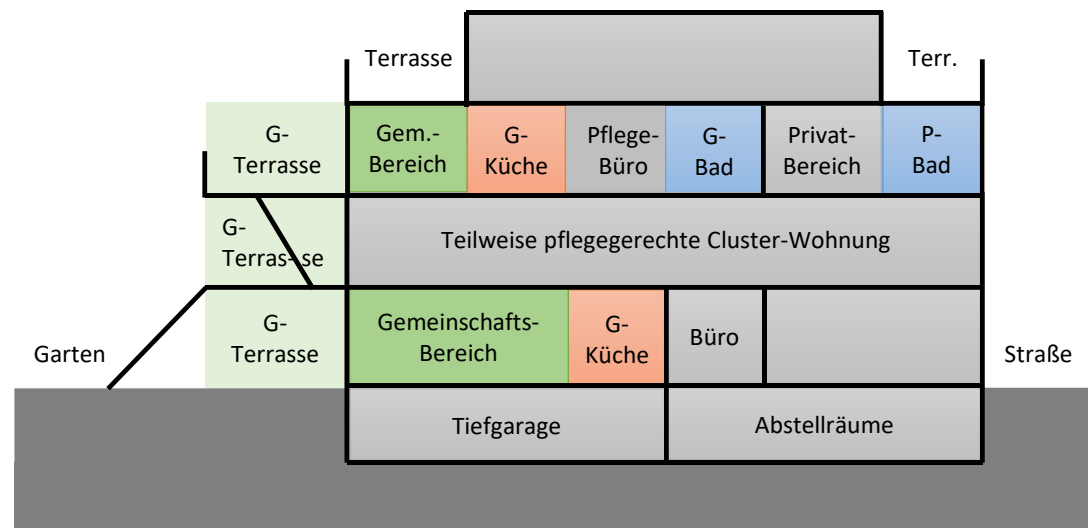 Terrasse
Terr.
G-
Terrasse
Gem.-
Bereich
G-
Küche
Pflege-
Büro
G-
Bad
Privat-
Bereich
P-
Bad
G-
Terras-se
Teilweise pflegegerechte Cluster-Wohnung
Garten
G-
Terrasse
Gemeinschafts-
Bereich
G-
Küche
Büro
Straße
Tiefgarage
Abstellräume